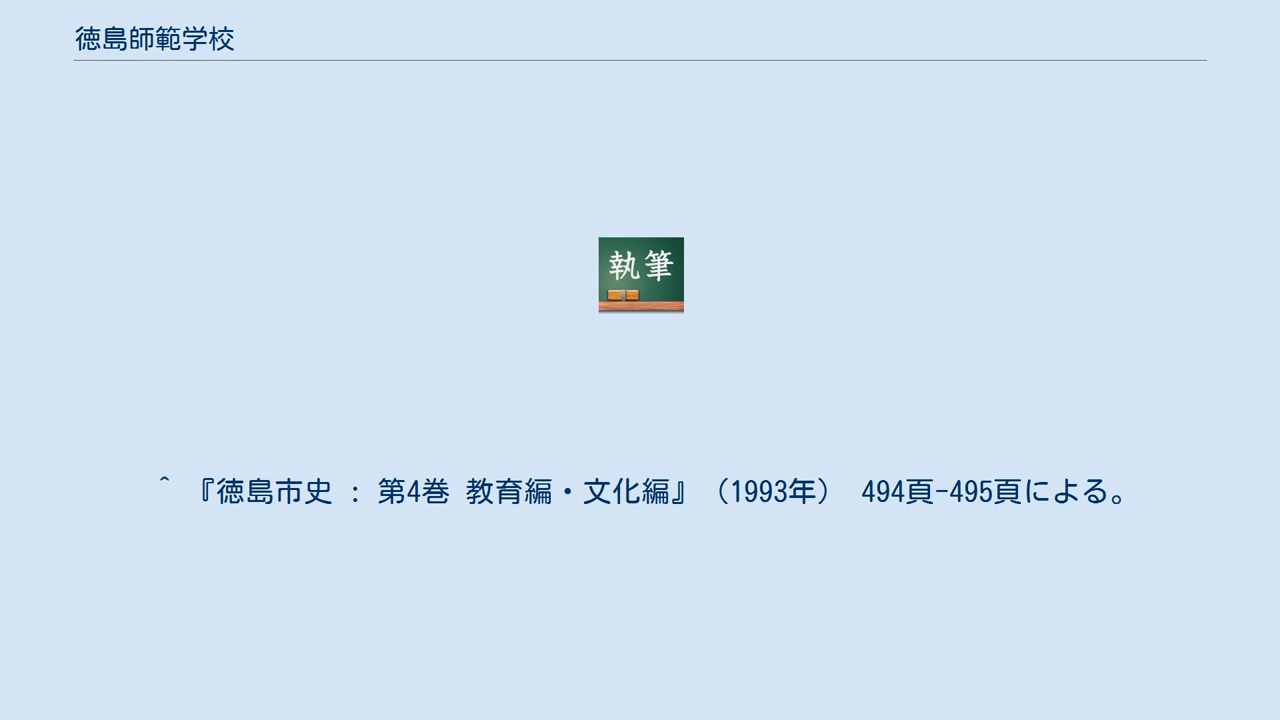 徳島師範学校
執筆
^ 『徳島市史 : 第4巻 教育編・文化編』（1993年） 494頁-495頁による。